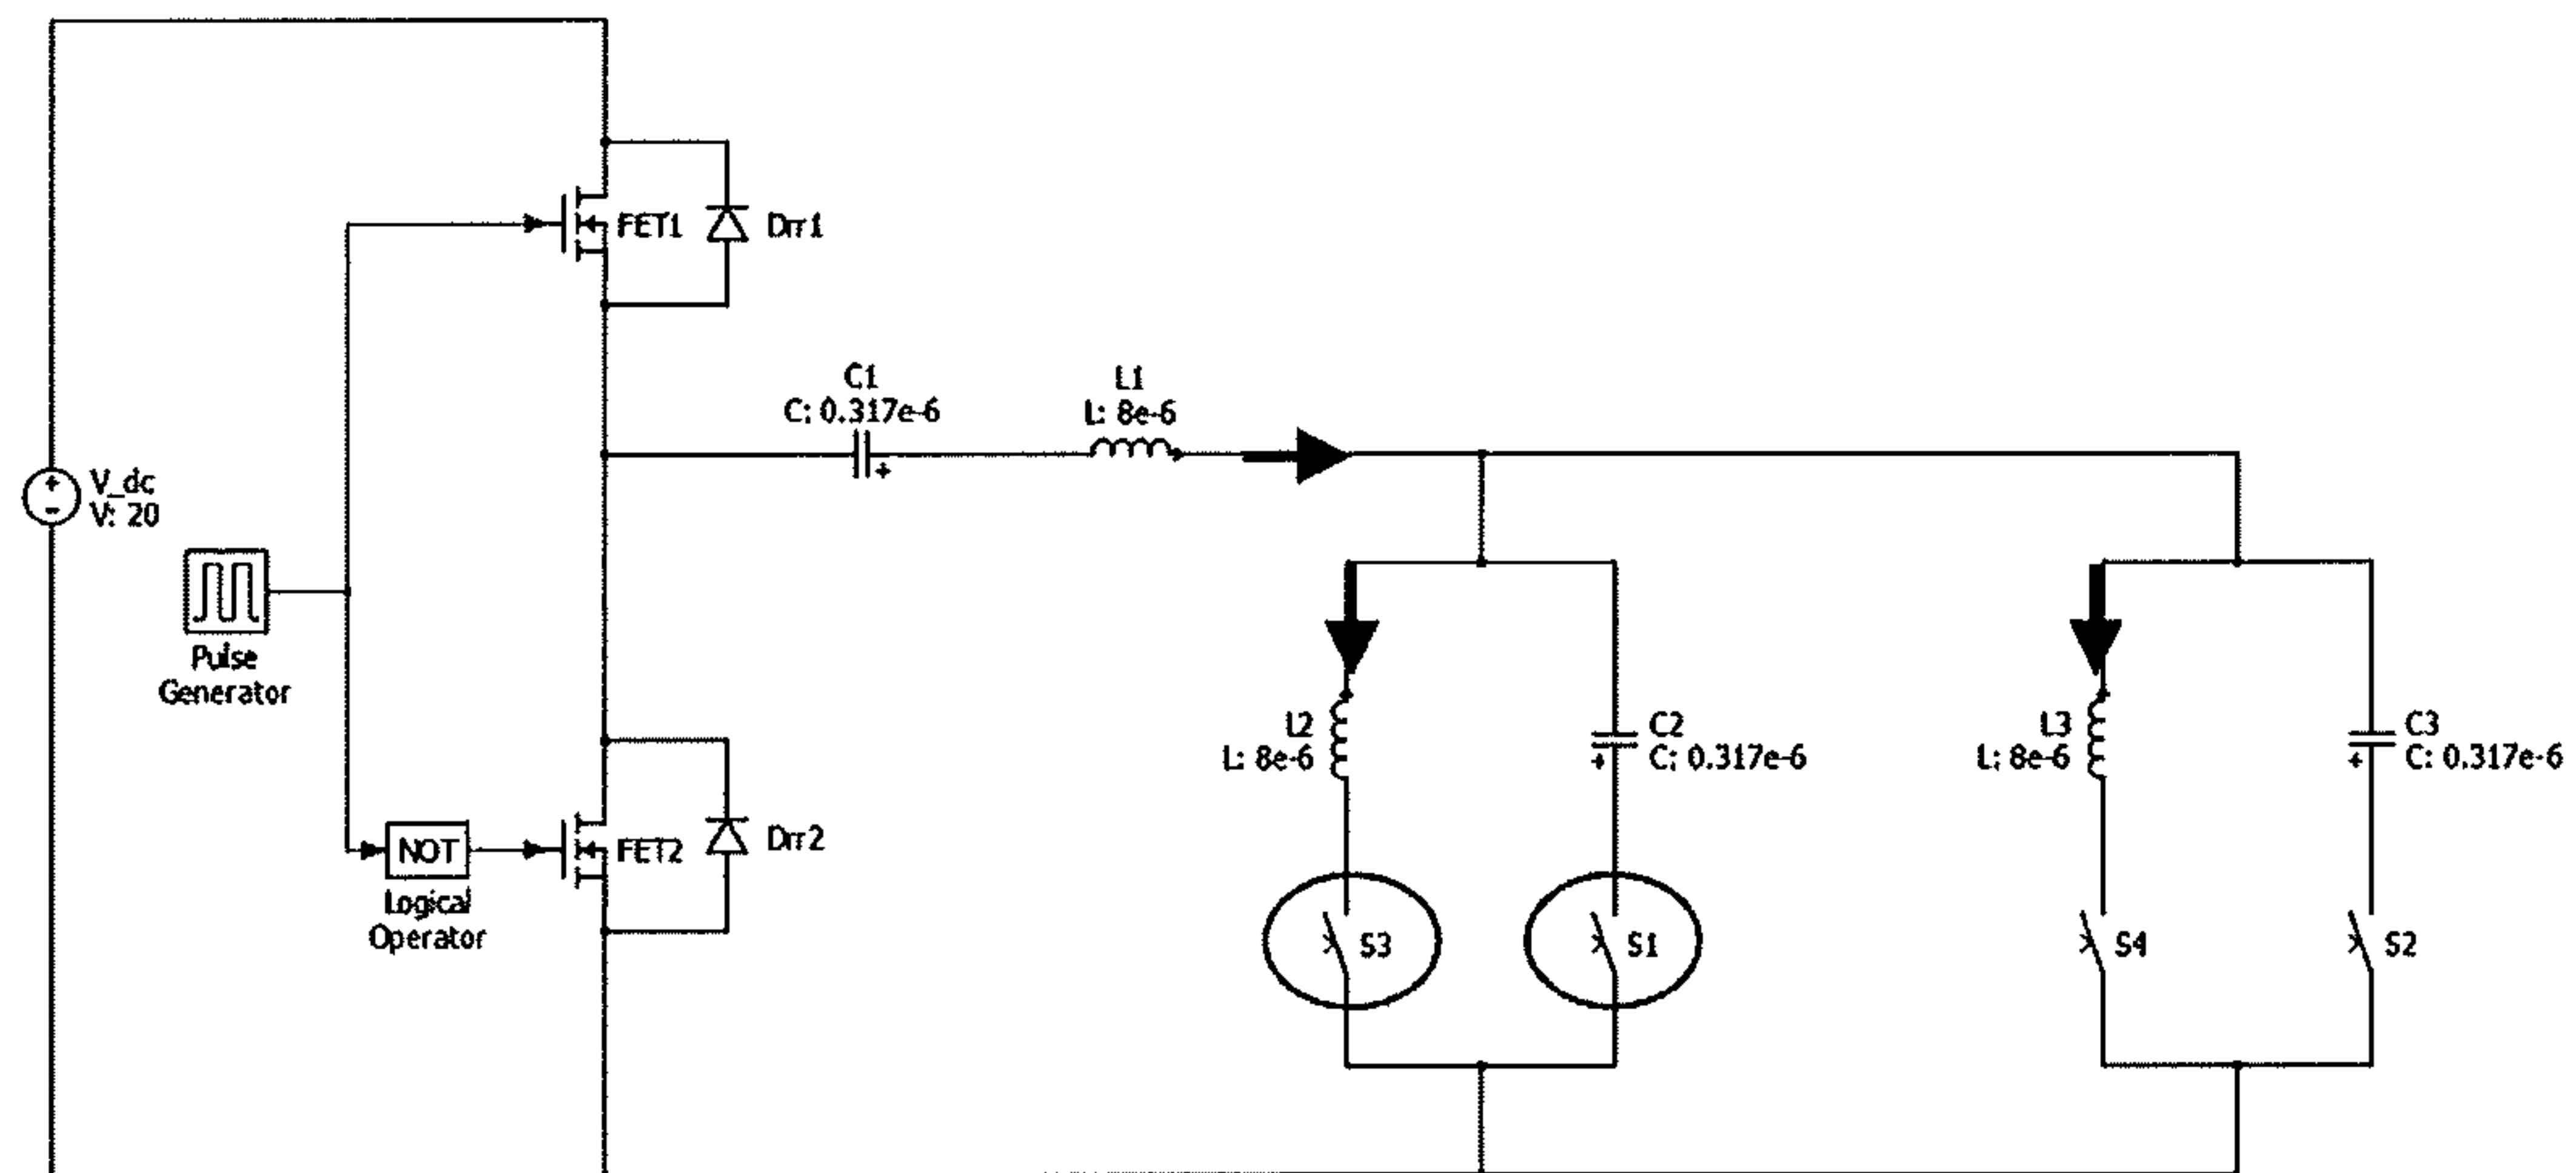 FET1
Drr1
C1
C: 0.317e-6
L1
L: 8e-6
+
+
-
V_dc
V: 20
Pulse
Generator
L2
L: 8e-6
C2
+
C: 0.317e-6
L3
L: 8e-6
C3
+
C: 0.317e-6
NOT
FET2
Drr2
Logical
Operator
S3
S1
S4
S2